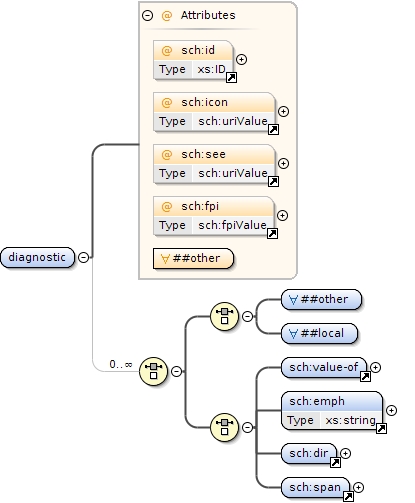 @ Attributes
@ sch:id
Type xs:ID
@ sch:icon
Type sch:uriValue
@ sch:see
Type sch:uriValue
@ sch:fpi
Type sch:fpiValue
∀ ##other
diagnostic
0..∞
∀ ##other
∀ ##local
sch:value-of
sch:emph
Type xs:string
sch:dir
sch:span